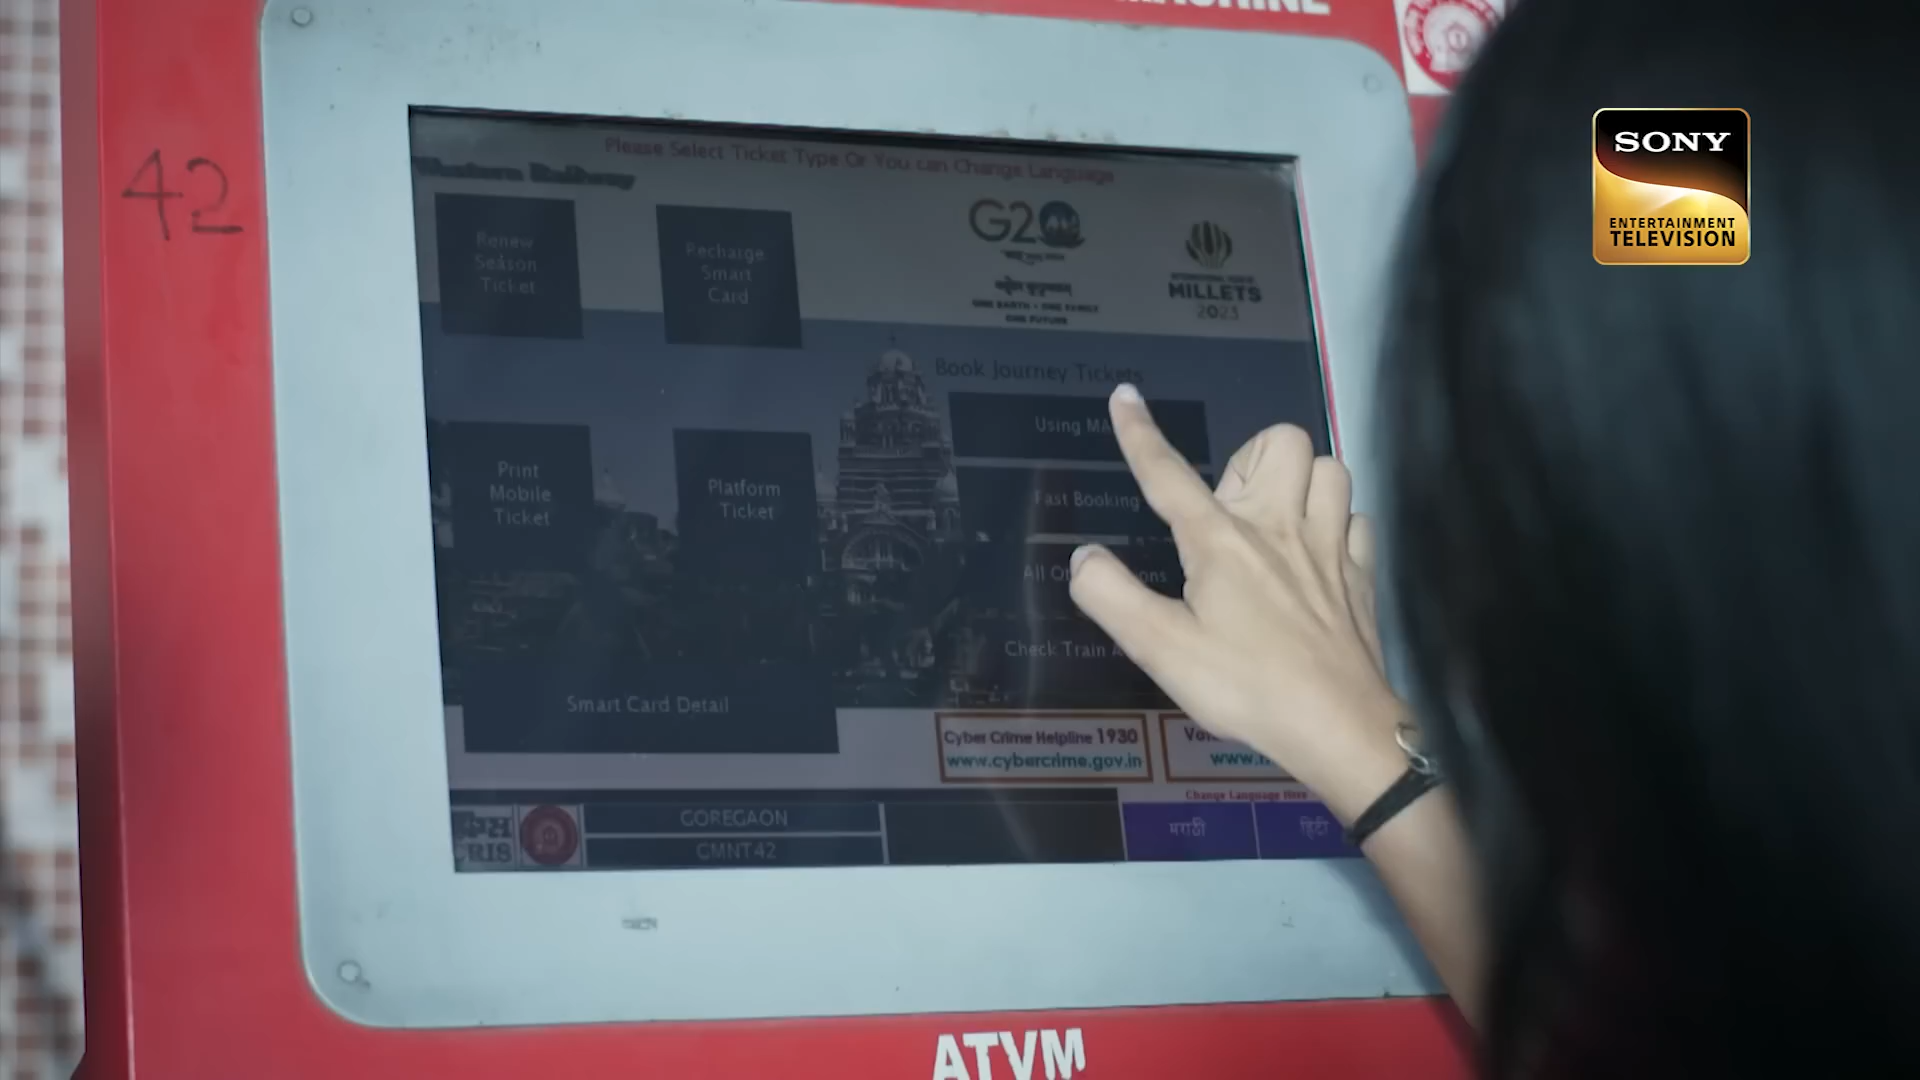 MACHINE
42
Please Select Ticket Type Or You can Change Language
Western Railway
Renew
Season
Ticket
Recharge
Smart
Card
G20
ONE EARTH • ONE FAMILY
ONE FUTURE
MILLETS
2023
SONY
ENTERTAINMENT
TELEVISION
Book Journey Tickets
Using
Fast Booking
Print
Mobile
Ticket
Platform
Ticket
All
Check Train
Smart Card Detail
Cyber Crime Helpline 1930
www.cybercrime.gov.in
Change Language Here
CRIS
GOREGAON
GMNT42
मराठी
हिंदी
ATVM